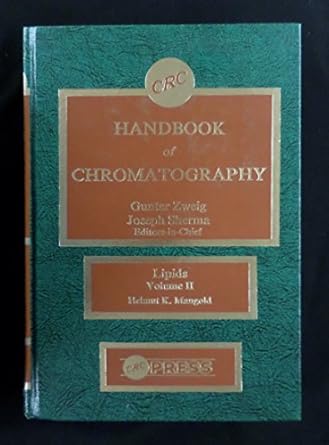 CRC
HANDBOOK
of
CHROMATOGRAPHY
Gunter Zweig
Joseph Sherma
Editors-in-Chief
Lipids
Volume II
Helmut K. Mangold
CRC PRESS